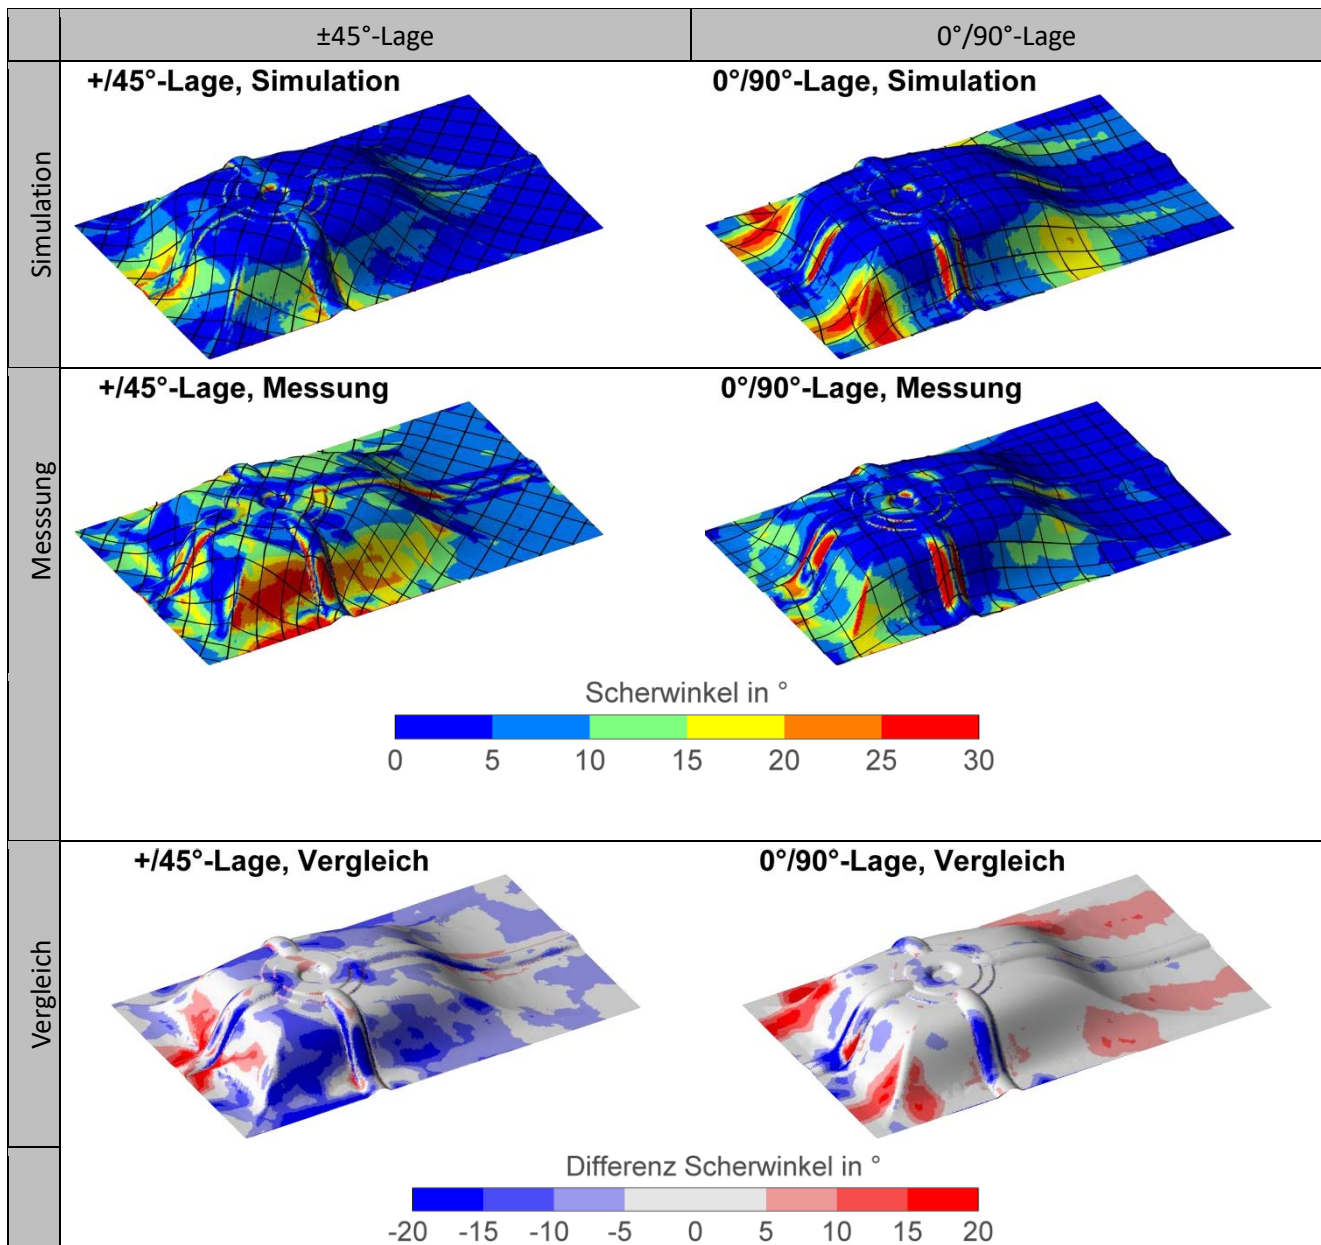 ±45°-Lage
0°/90°-Lage
Simulation
+/45°-Lage, Simulation
0°/90°-Lage, Simulation
Messsung
+/45°-Lage, Messung
0°/90°-Lage, Messung
Scherwinkel in °
0 5 10 15 20 25 30
Vergleich
+/45°-Lage, Vergleich
0°/90°-Lage, Vergleich
Differenz Scherwinkel in °
-20 -15 -10 -5 0 5 10 15 20